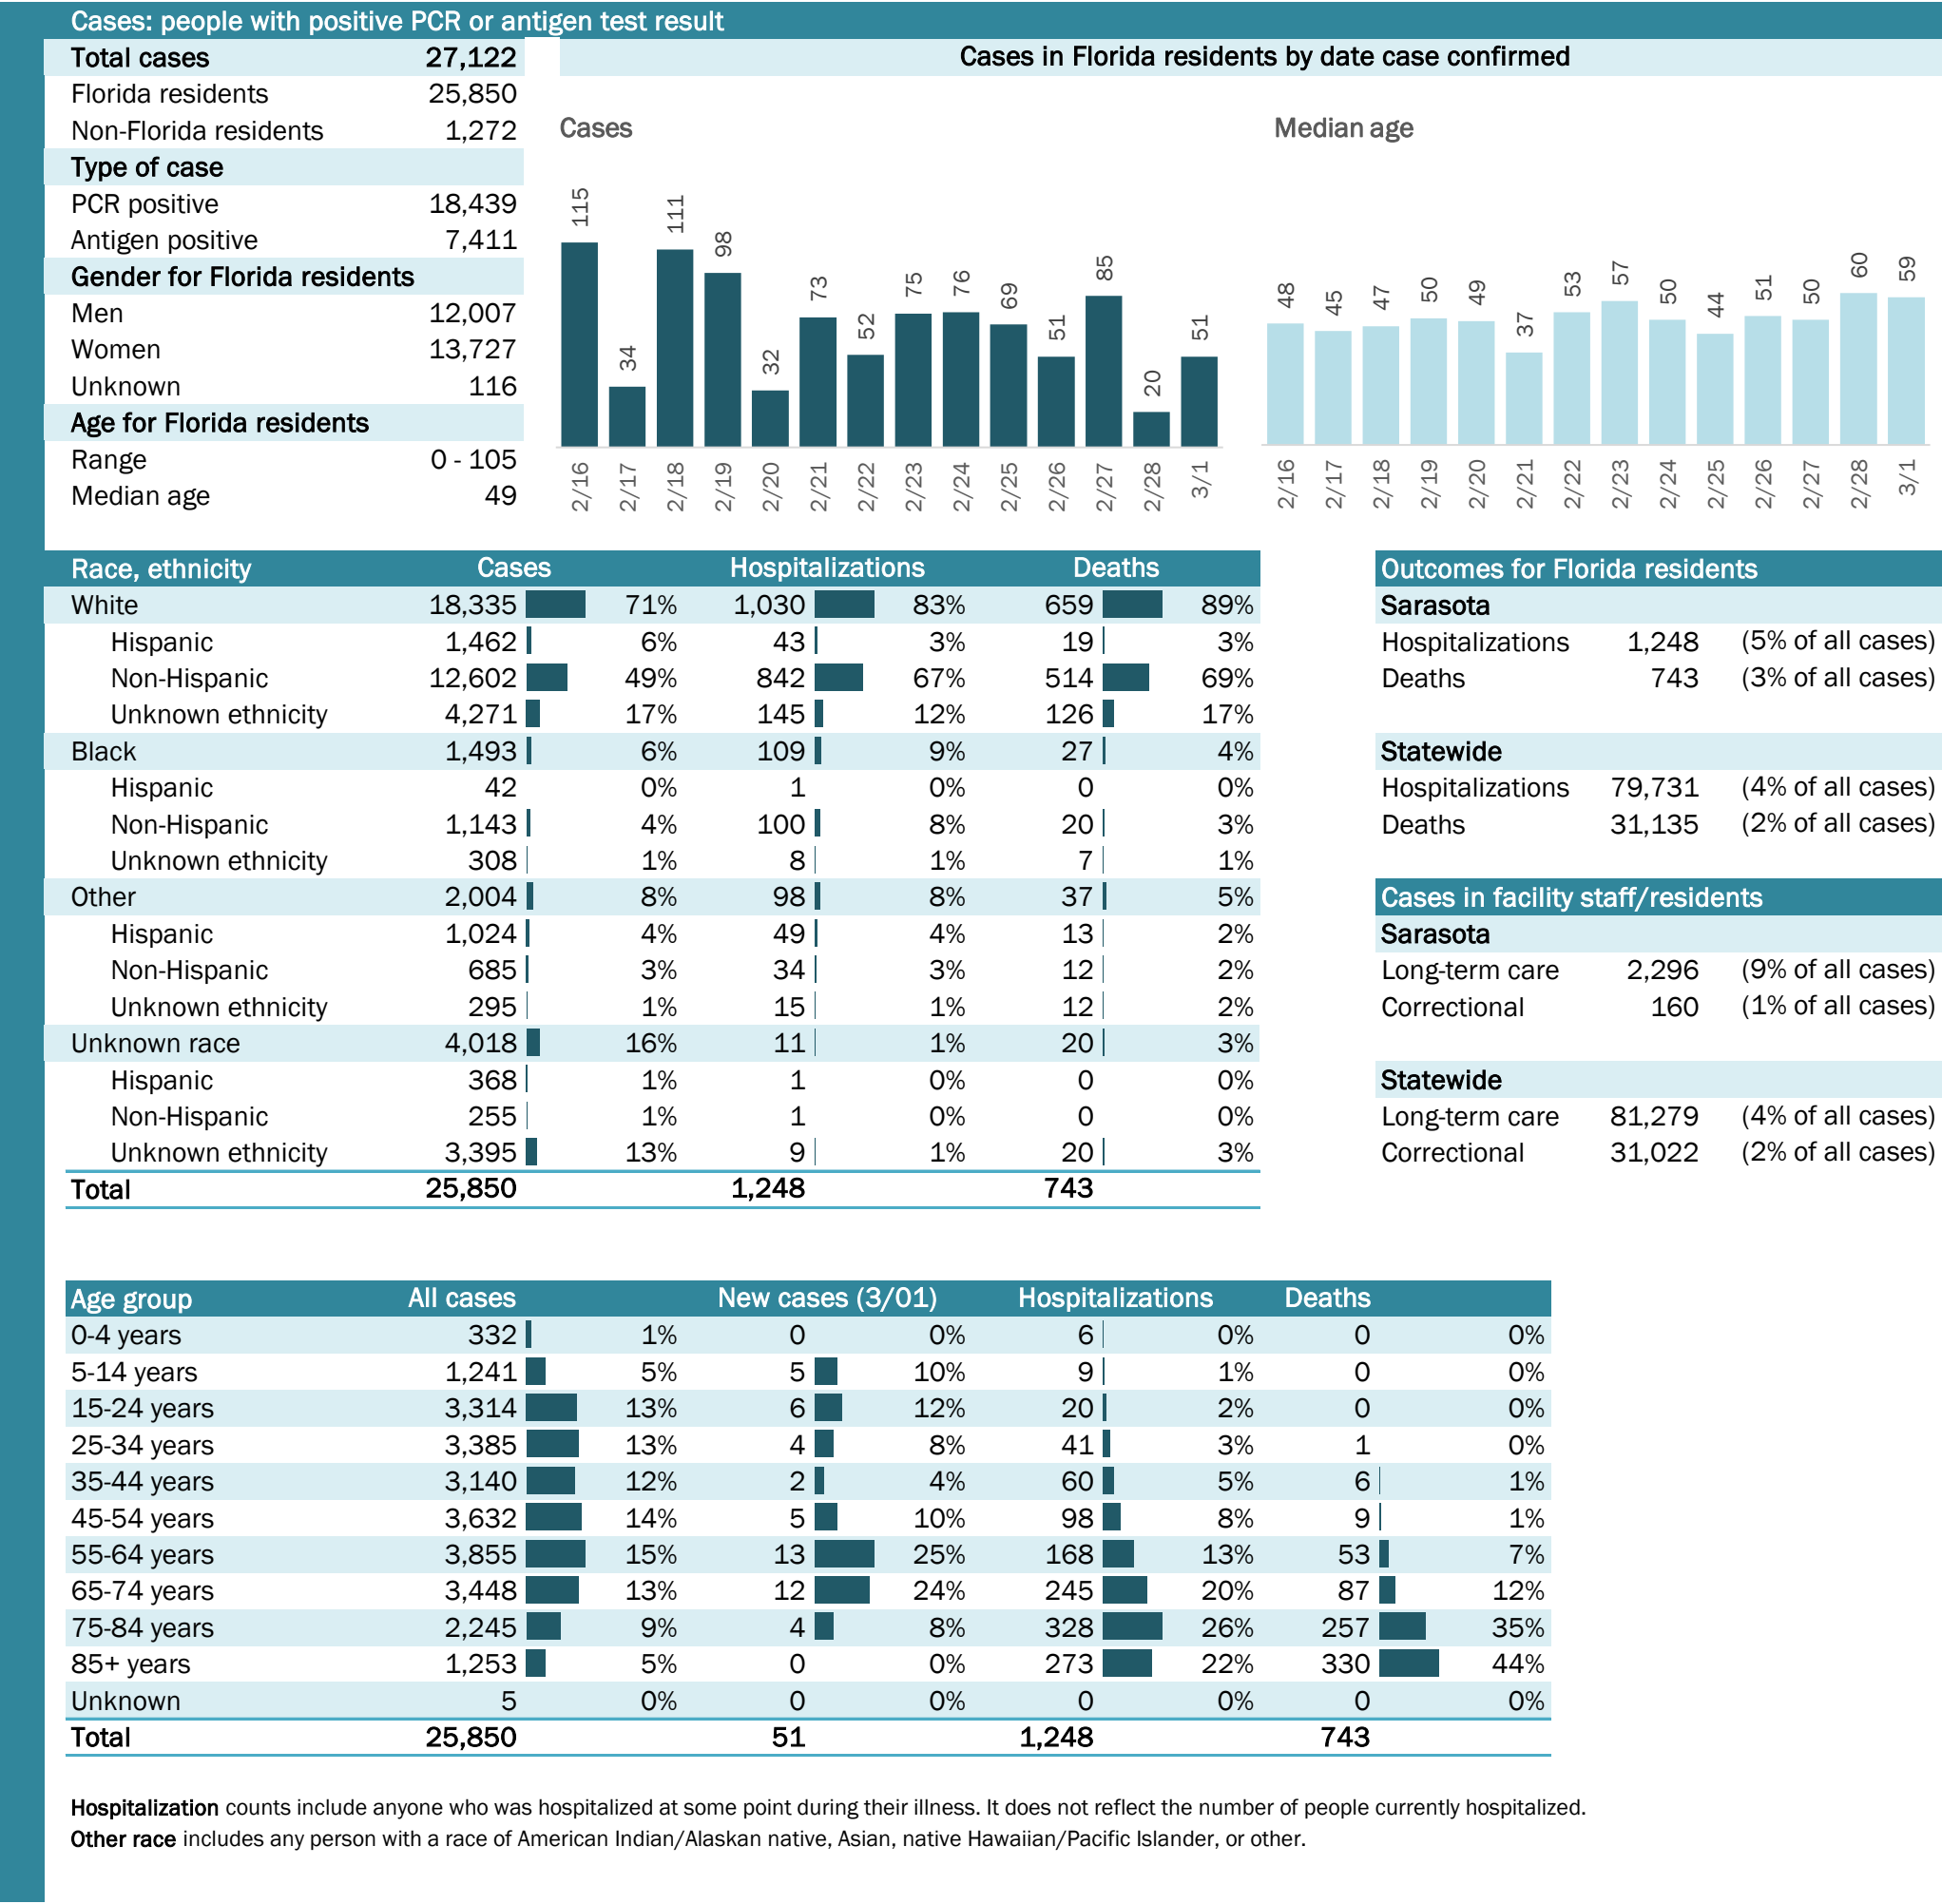 Cases: people with positive PCR or antigen test result
Total cases 27,122
Florida residents 25,850
Non-Florida residents 1,272
Type of case
PCR positive 18,439
Antigen positive 7,411
Gender for Florida residents
Men 12,007
Women 13,727
Unknown 116
Age for Florida residents
Range 0 - 105
Median age 49
Cases in Florida residents by date case confirmed
Cases
115 34 111 98 32 73 52 75 76 69 51 85 20 51
2/16 2/17 2/18 2/19 2/20 2/21 2/22 2/23 2/24 2/25 2/26 2/27 2/28 3/1
Median age
48 45 47 50 49 37 53 57 50 44 51 50 60 59
2/16 2/17 2/18 2/19 2/20 2/21 2/22 2/23 2/24 2/25 2/26 2/27 2/28 3/1
Race, ethnicity Cases Hospitalizations Deaths
White 18,335 71% 1,030 83% 659 89%
Hispanic 1,462 6% 43 3% 19 3%
Non-Hispanic 12,602 49% 842 67% 514 69%
Unknown ethnicity 4,271 17% 145 12% 126 17%
Black 1,493 6% 109 9% 27 4%
Hispanic 42 0% 1 0% 0 0%
Non-Hispanic 1,143 4% 100 8% 20 3%
Unknown ethnicity 308 1% 8 1% 7 1%
Other 2,004 8% 98 8% 37 5%
Hispanic 1,024 4% 49 4% 13 2%
Non-Hispanic 685 3% 34 3% 12 2%
Unknown ethnicity 295 1% 15 1% 12 2%
Unknown race 4,018 16% 11 1% 20 3%
Hispanic 368 1% 1 0% 0 0%
Non-Hispanic 255 1% 1 0% 0 0%
Unknown ethnicity 3,395 13% 9 1% 20 3%
Total 25,850 1,248 743
Outcomes for Florida residents
Sarasota
Hospitalizations 1,248 (5% of all cases)
Deaths 743 (3% of all cases)
Statewide
Hospitalizations 79,731 (4% of all cases)
Deaths 31,135 (2% of all cases)
Cases in facility staff/residents
Sarasota
Long-term care 2,296 (9% of all cases)
Correctional 160 (1% of all cases)
Statewide
Long-term care 81,279 (4% of all cases)
Correctional 31,022 (2% of all cases)
Age group All cases New cases (3/01) Hospitalizations Deaths
0-4 years 332 1% 0 0% 6 0% 0 0%
5-14 years 1,241 5% 5 10% 9 1% 0 0%
15-24 years 3,314 13% 6 12% 20 2% 0 0%
25-34 years 3,385 13% 4 8% 41 3% 1 0%
35-44 years 3,140 12% 2 4% 60 5% 6 1%
45-54 years 3,632 14% 5 10% 98 8% 9 1%
55-64 years 3,855 15% 13 25% 168 13% 53 7%
65-74 years 3,448 13% 12 24% 245 20% 87 12%
75-84 years 2,245 9% 4 8% 328 26% 257 35%
85+ years 1,253 5% 0 0% 273 22% 330 44%
Unknown 5 0% 0 0% 0 0% 0 0%
Total 25,850 51 1,248 743
Hospitalization counts include anyone who was hospitalized at some point during their illness. It does not reflect the number of people currently hospitalized.
Other race includes any person with a race of American Indian/Alaskan native, Asian, native Hawaiian/Pacific Islander, or other.